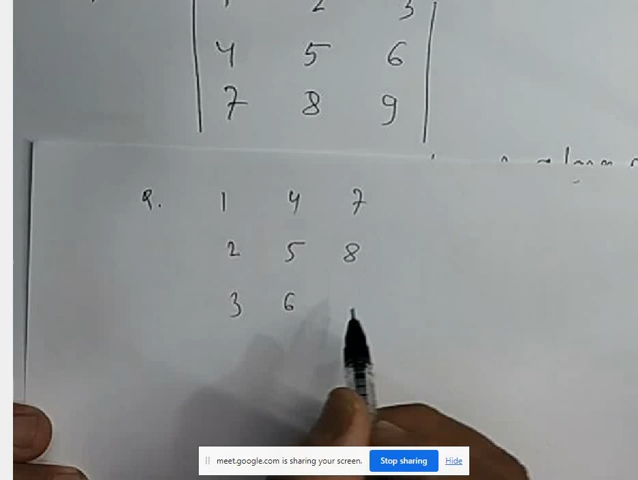 1 2 3
4 5 6
7 8 9
Q. 1 4 7
2 5 8
3 6
meet.google.com is sharing your screen. Stop sharing Hide